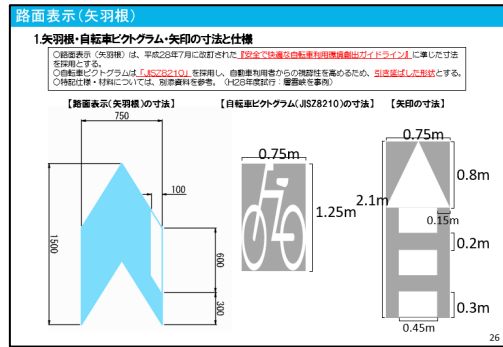 路面表示(矢羽根)
1.矢羽根・自転車ピクトグラム・矢印の寸法と仕様
○路面表示（矢羽根）は、平成28年7月に改訂された『安全で快適な自転車利用環境創出ガイドライン』に準じた寸法
を採用とする。
○自転車ピクトグラムは「JISZ8210」を採用し、自動車利用者からの視認性を高めるため、引き延ばした形状とする。
○特記仕様・材料については、別添資料を参考。（H28年度試行：層雲峡を事例）
【路面表示(矢羽根)の寸法】
【自転車ピクトグラム(JISZ8210)の寸法】
【矢印の寸法】
750
100
1500
600
300
0.75m
1.25m
0.75m
2.1m
0.8m
0.15m
0.2m
0.3m
0.45m
26